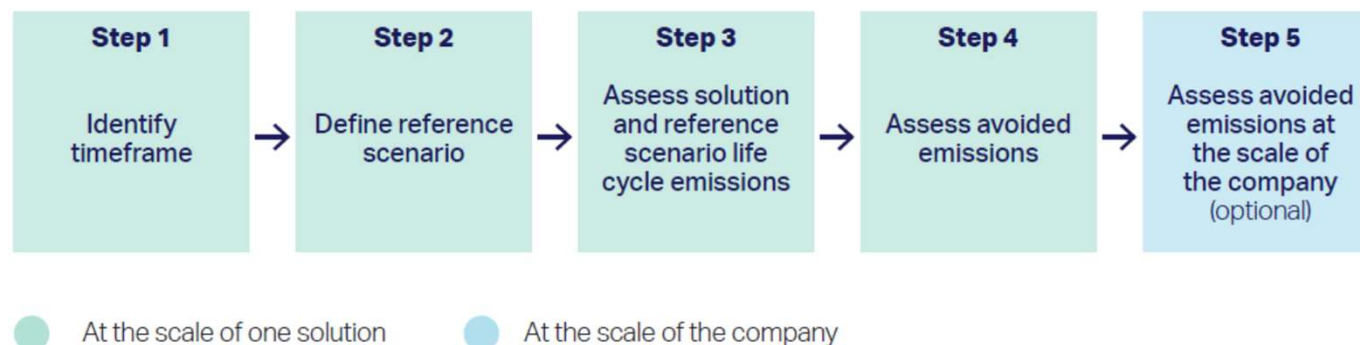 Step 1
Identify
timeframe
Step 2
Define reference
scenario
Step 3
Assess solution
and reference
scenario life
cycle emissions
Step 4
Assess avoided
emissions
Step 5
Assess avoided
emissions at
the scale of
the company
(optional)
At the scale of one solution
At the scale of the company